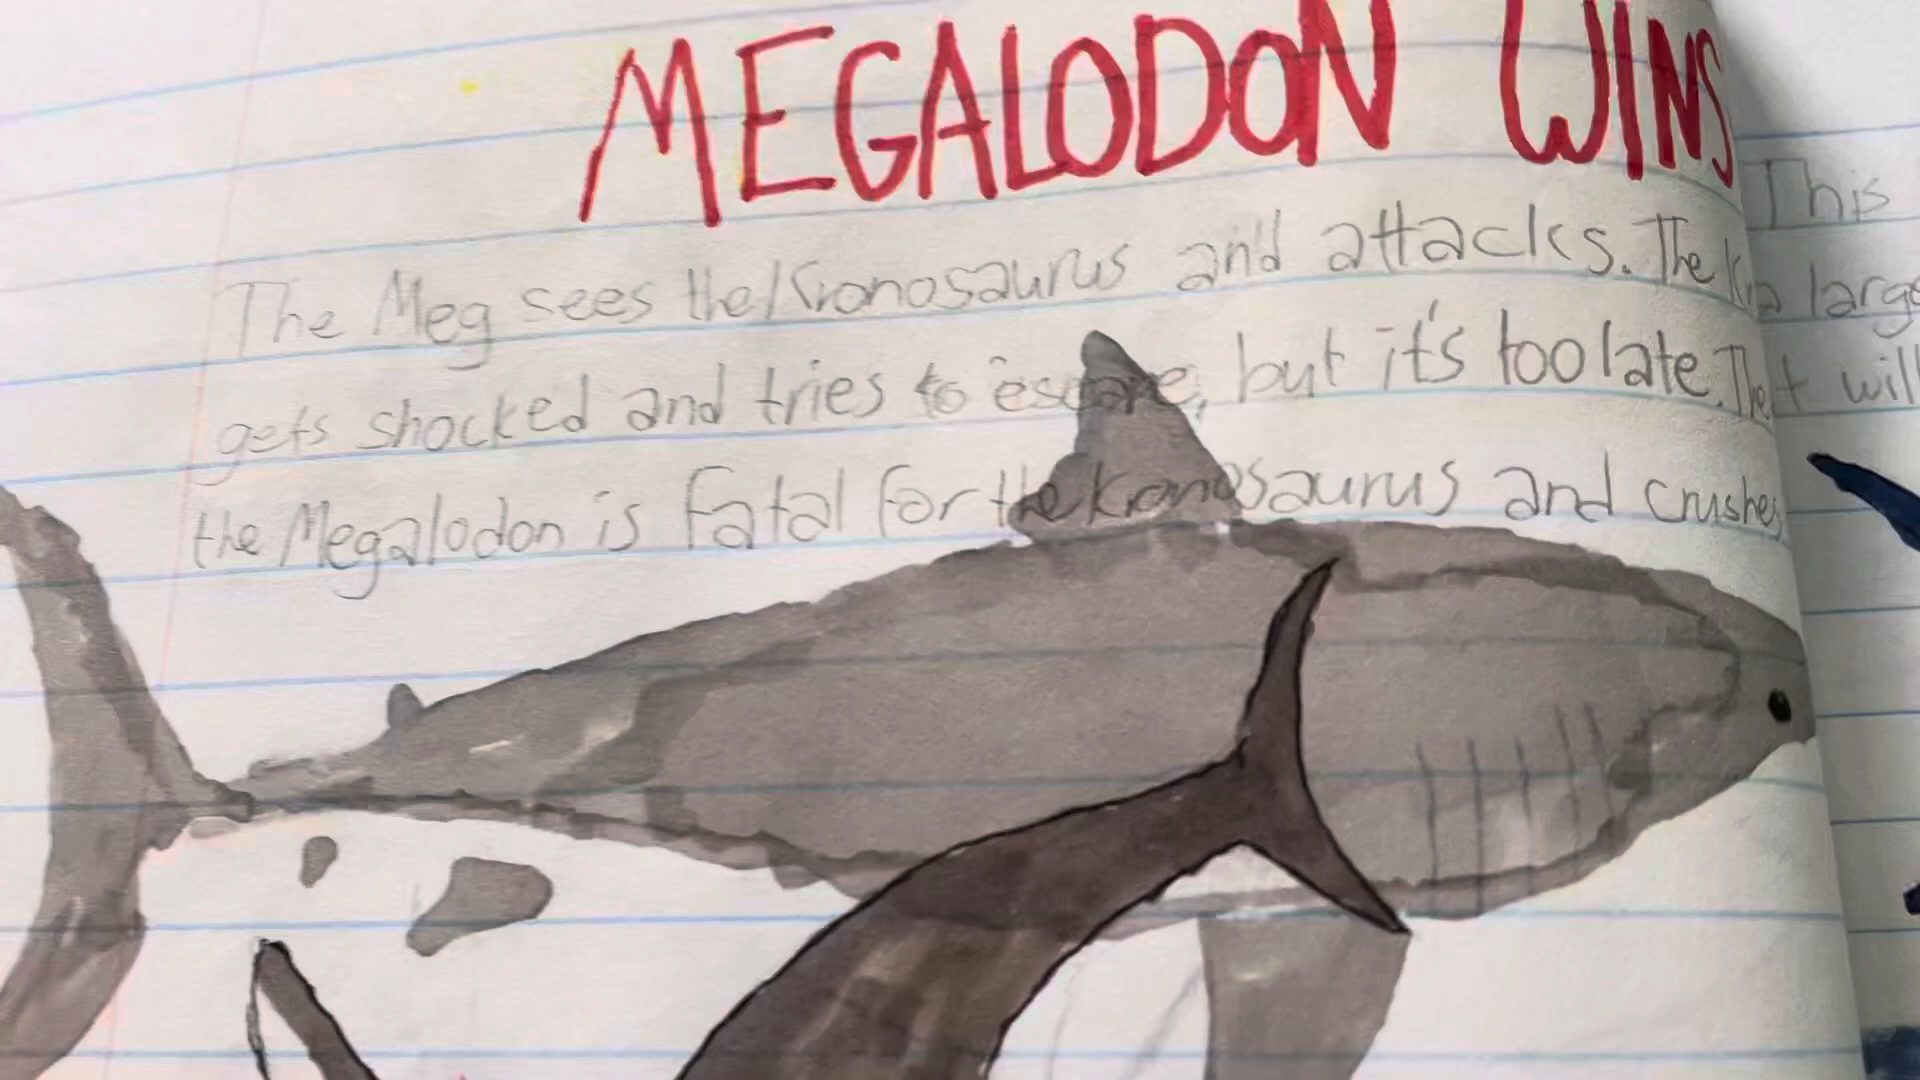 MEGALODON WINS
The Meg sees the Kronosaurus and attacks. The
gets shocked and tries to escape, but it's too late.
the Megalodon is fatal for the Kronosaurus and crushes
This
large
will